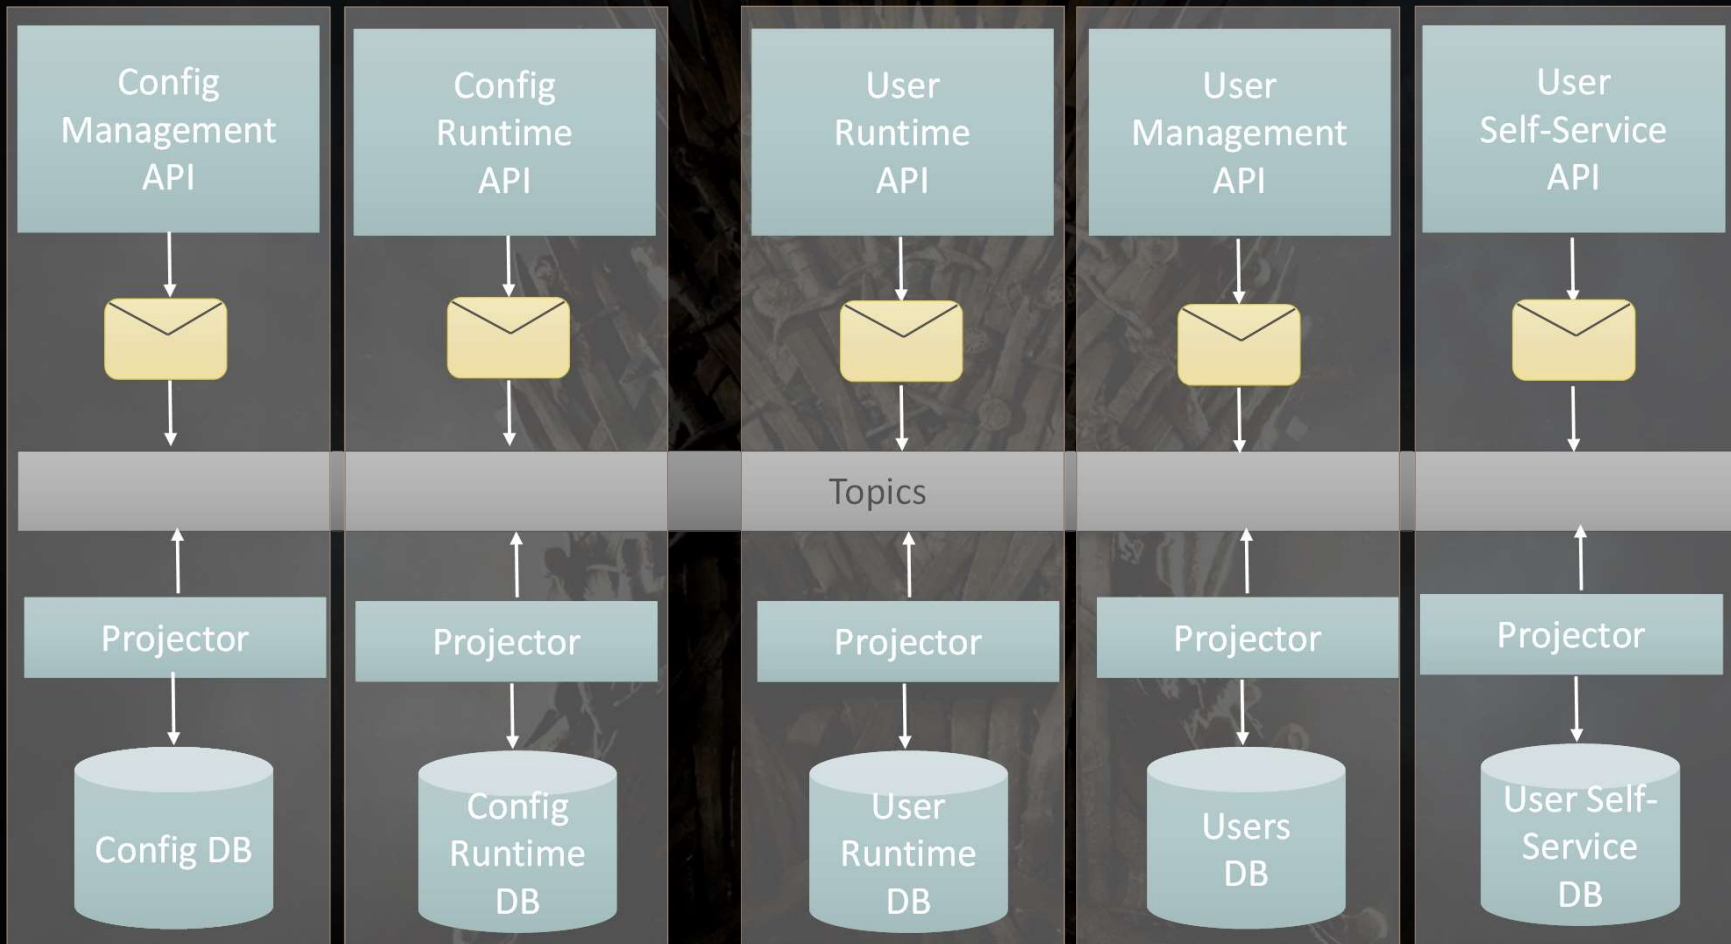 Config
Management
API
Config
Runtime
API
User
Runtime
API
User
Management
API
User
Self-Service
API
Topics
Projector
Projector
Projector
Projector
Projector
Config DB
Config
Runtime
DB
User
Runtime
DB
Users
DB
User Self-
Service
DB